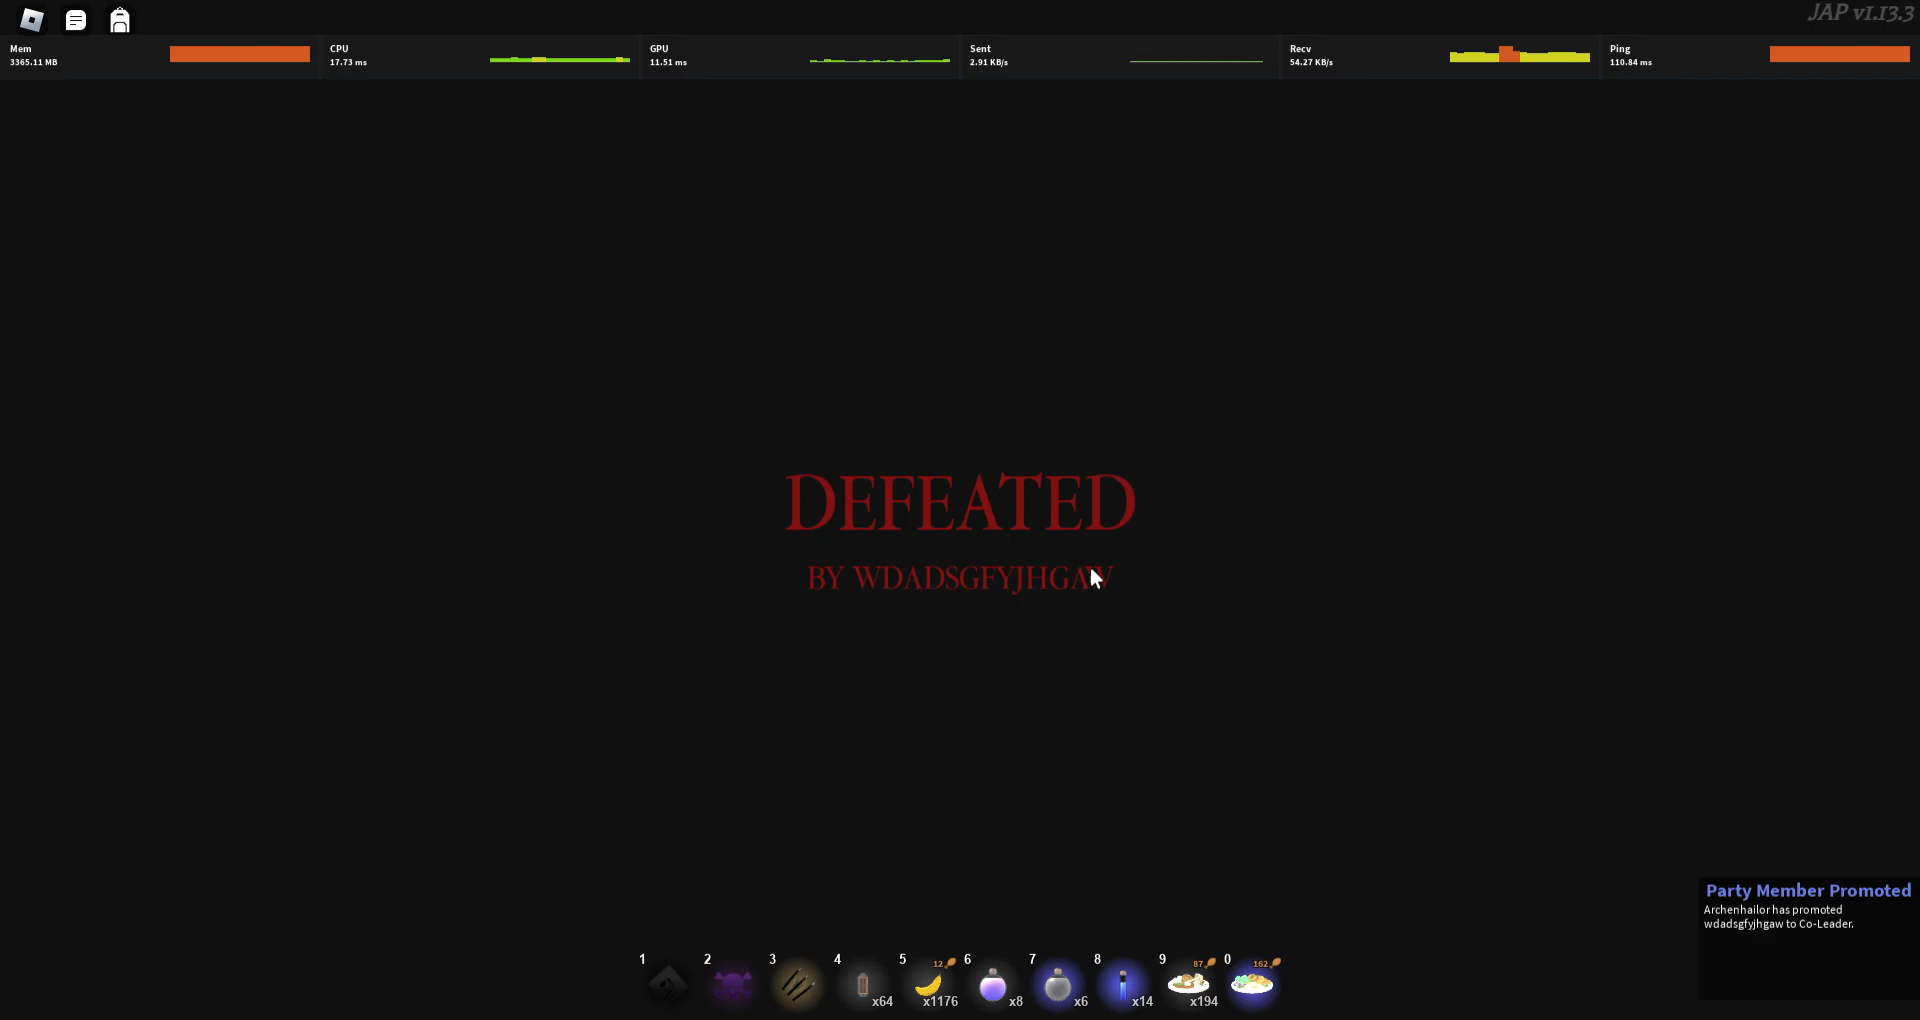 JAP v1.13.3
Mem
3365.11 MB
CPU
17.73 ms
GPU
11.51 ms
Sent
2.91 KB/s
Recv
54.27 KB/s
Ping
110.84 ms
DEFEATED
BY WDADSGFYJHGAW
Party Member Promoted
Archenhailor has promoted
wdadsgfyjhgaw to Co-Leader.
1 2 3 4 5 6 7 8 9 0
12 87 162
x64 x1176 x8 x6 x14 x194